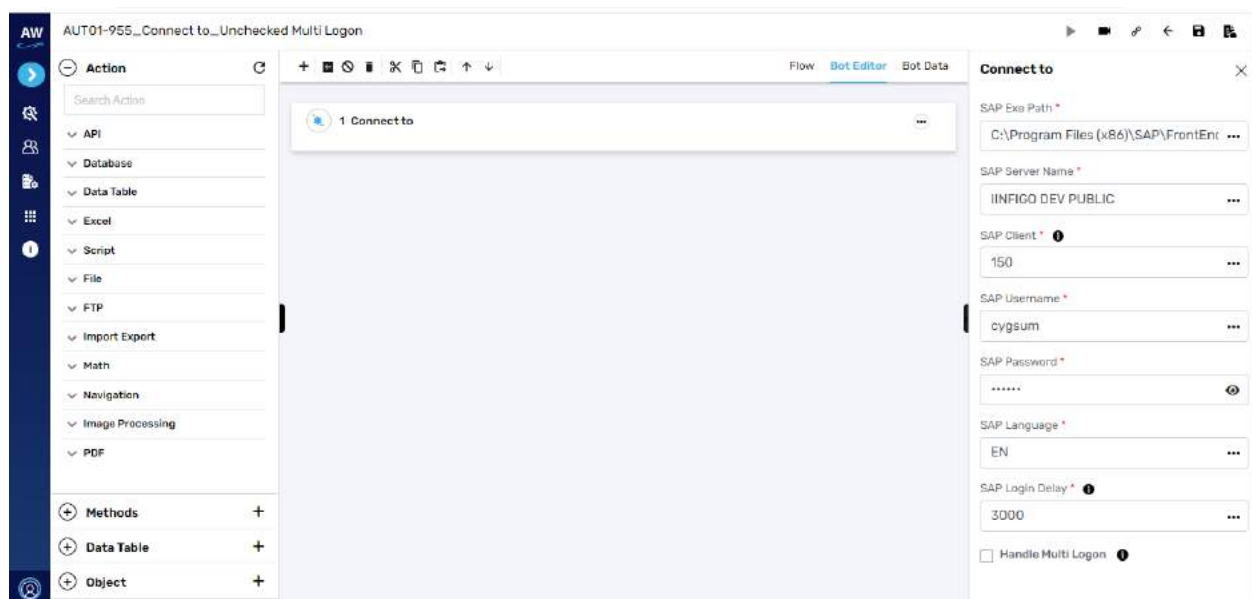 AW
AUT01-955_Connect to_Unchecked Multi Logon
Action
Search Action
API
Database
Data Table
Excel
Script
File
FTP
Import Export
Math
Navigation
Image Processing
PDF
Methods
Data Table
Object
Flow Bot Editor Bot Data
1 Connect to
Connect to
SAP Exe Path *
C:\Program Files (x86)\SAP\FrontEnd
SAP Server Name *
IINFIGO DEV PUBLIC
SAP Client *
150
SAP Username *
cygsum
SAP Password *
••••••
SAP Language *
EN
SAP Login Delay *
3000
Handle Multi Logon